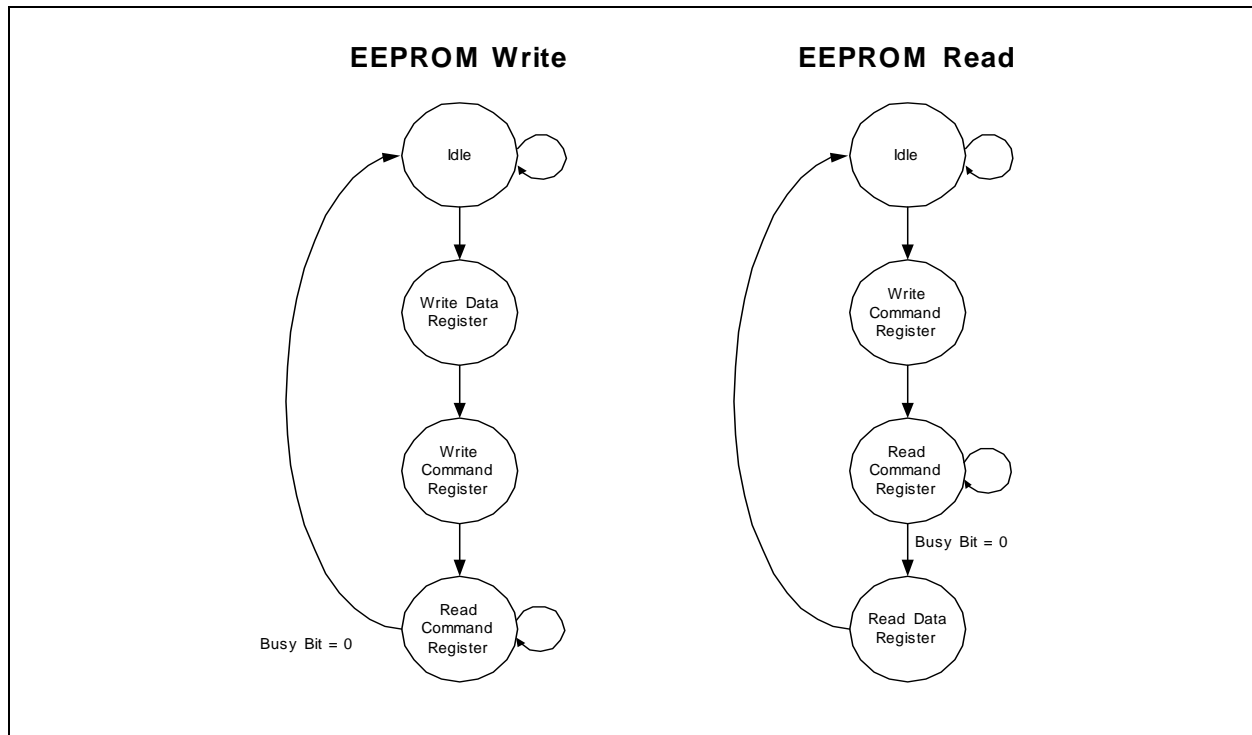 EEPROM Write
Idle
Write Data
Register
Write
Command
Register
Read
Command
Register
Busy Bit = 0
EEPROM Read
Idle
Write
Command
Register
Read
Command
Register
Busy Bit = 0
Read Data
Register